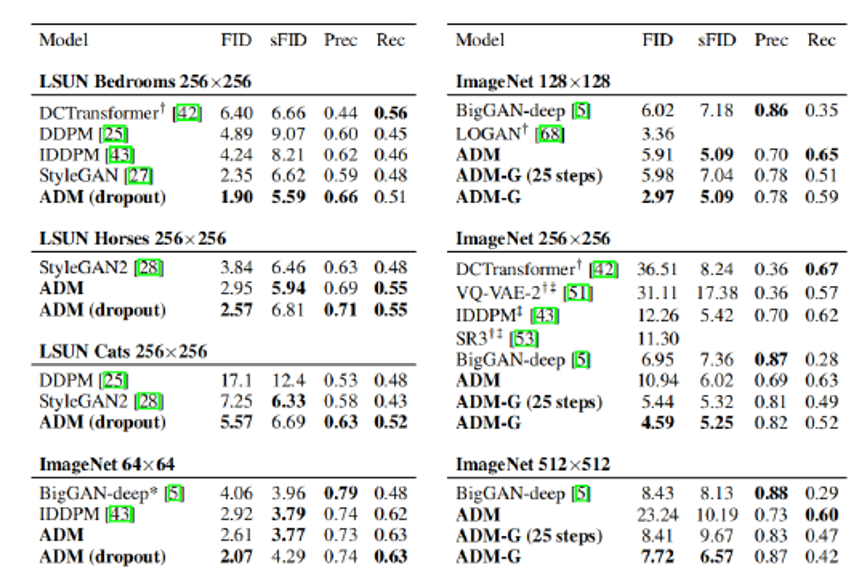 Model FID sFID Prec Rec
LSUN Bedrooms 256×256
DCTransformer† [42] 6.40 6.66 0.44 0.56
DDPM [25] 4.89 9.07 0.60 0.45
IDDPM [43] 4.24 8.21 0.62 0.46
StyleGAN [27] 2.35 6.62 0.59 0.48
ADM (dropout) 1.90 5.59 0.66 0.51
LSUN Horses 256×256
StyleGAN2 [28] 3.84 6.46 0.63 0.48
ADM 2.95 5.94 0.69 0.55
ADM (dropout) 2.57 6.81 0.71 0.55
LSUN Cats 256×256
DDPM [25] 17.1 12.4 0.53 0.48
StyleGAN2 [28] 7.25 6.33 0.58 0.43
ADM (dropout) 5.57 6.69 0.63 0.52
ImageNet 64×64
BigGAN-deep* [5] 4.06 3.96 0.79 0.48
IDDPM [43] 2.92 3.79 0.74 0.62
ADM 2.61 3.77 0.73 0.63
ADM (dropout) 2.07 4.29 0.74 0.63
Model FID sFID Prec Rec
ImageNet 128×128
BigGAN-deep [5] 6.02 7.18 0.86 0.35
LOGAN† [68] 3.36
ADM 5.91 5.09 0.70 0.65
ADM-G (25 steps) 5.98 7.04 0.78 0.51
ADM-G 2.97 5.09 0.78 0.59
ImageNet 256×256
DCTransformer† [42] 36.51 8.24 0.36 0.67
VQ-VAE-2†‡ [51] 31.11 17.38 0.36 0.57
IDDPM‡ [43] 12.26 5.42 0.70 0.62
SR3†‡ [53] 11.30
BigGAN-deep [5] 6.95 7.36 0.87 0.28
ADM 10.94 6.02 0.69 0.63
ADM-G (25 steps) 5.44 5.32 0.81 0.49
ADM-G 4.59 5.25 0.82 0.52
ImageNet 512×512
BigGAN-deep [5] 8.43 8.13 0.88 0.29
ADM 23.24 10.19 0.73 0.60
ADM-G (25 steps) 8.41 9.67 0.83 0.47
ADM-G 7.72 6.57 0.87 0.42